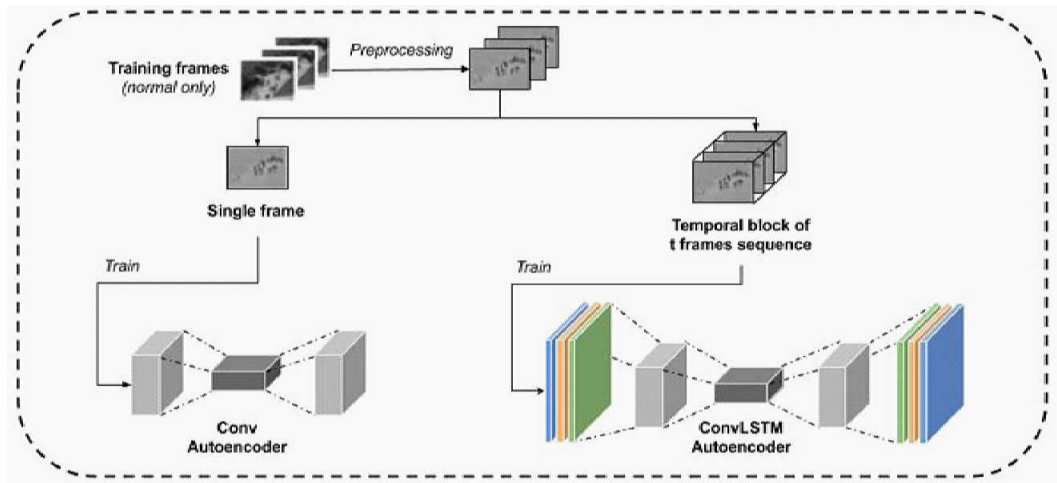 Training frames
(normal only)
Preprocessing
Single frame
Temporal block of
t frames sequence
Train
Train
Conv
Autoencoder
ConvLSTM
Autoencoder